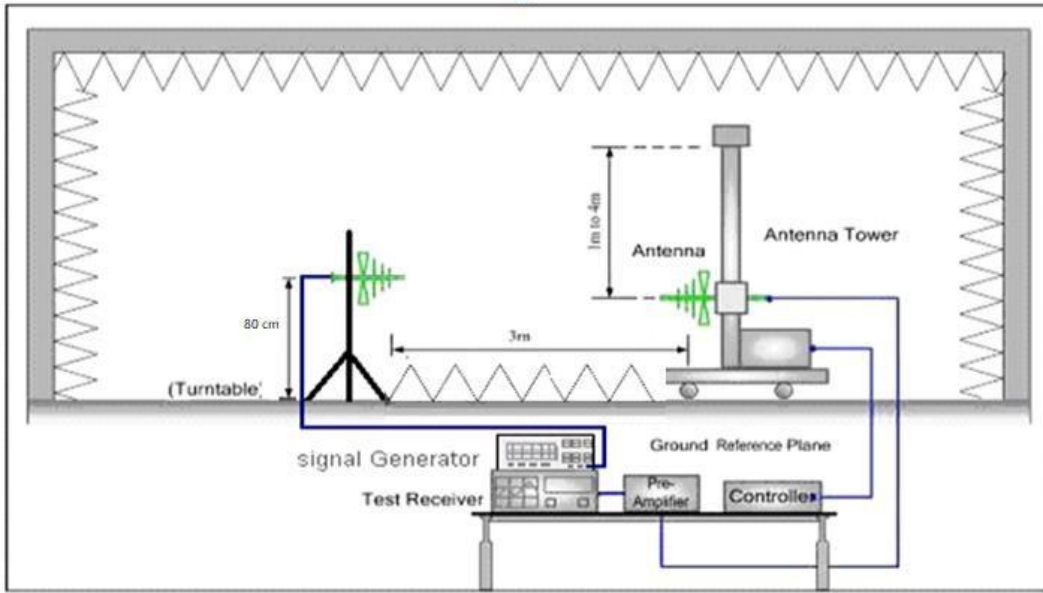 1m to 4m
Antenna
Antenna Tower
80 cm
3m
(Turntable)
Ground Reference Plane
signal Generator
Test Receiver
Pre-
Amplifier
Controller